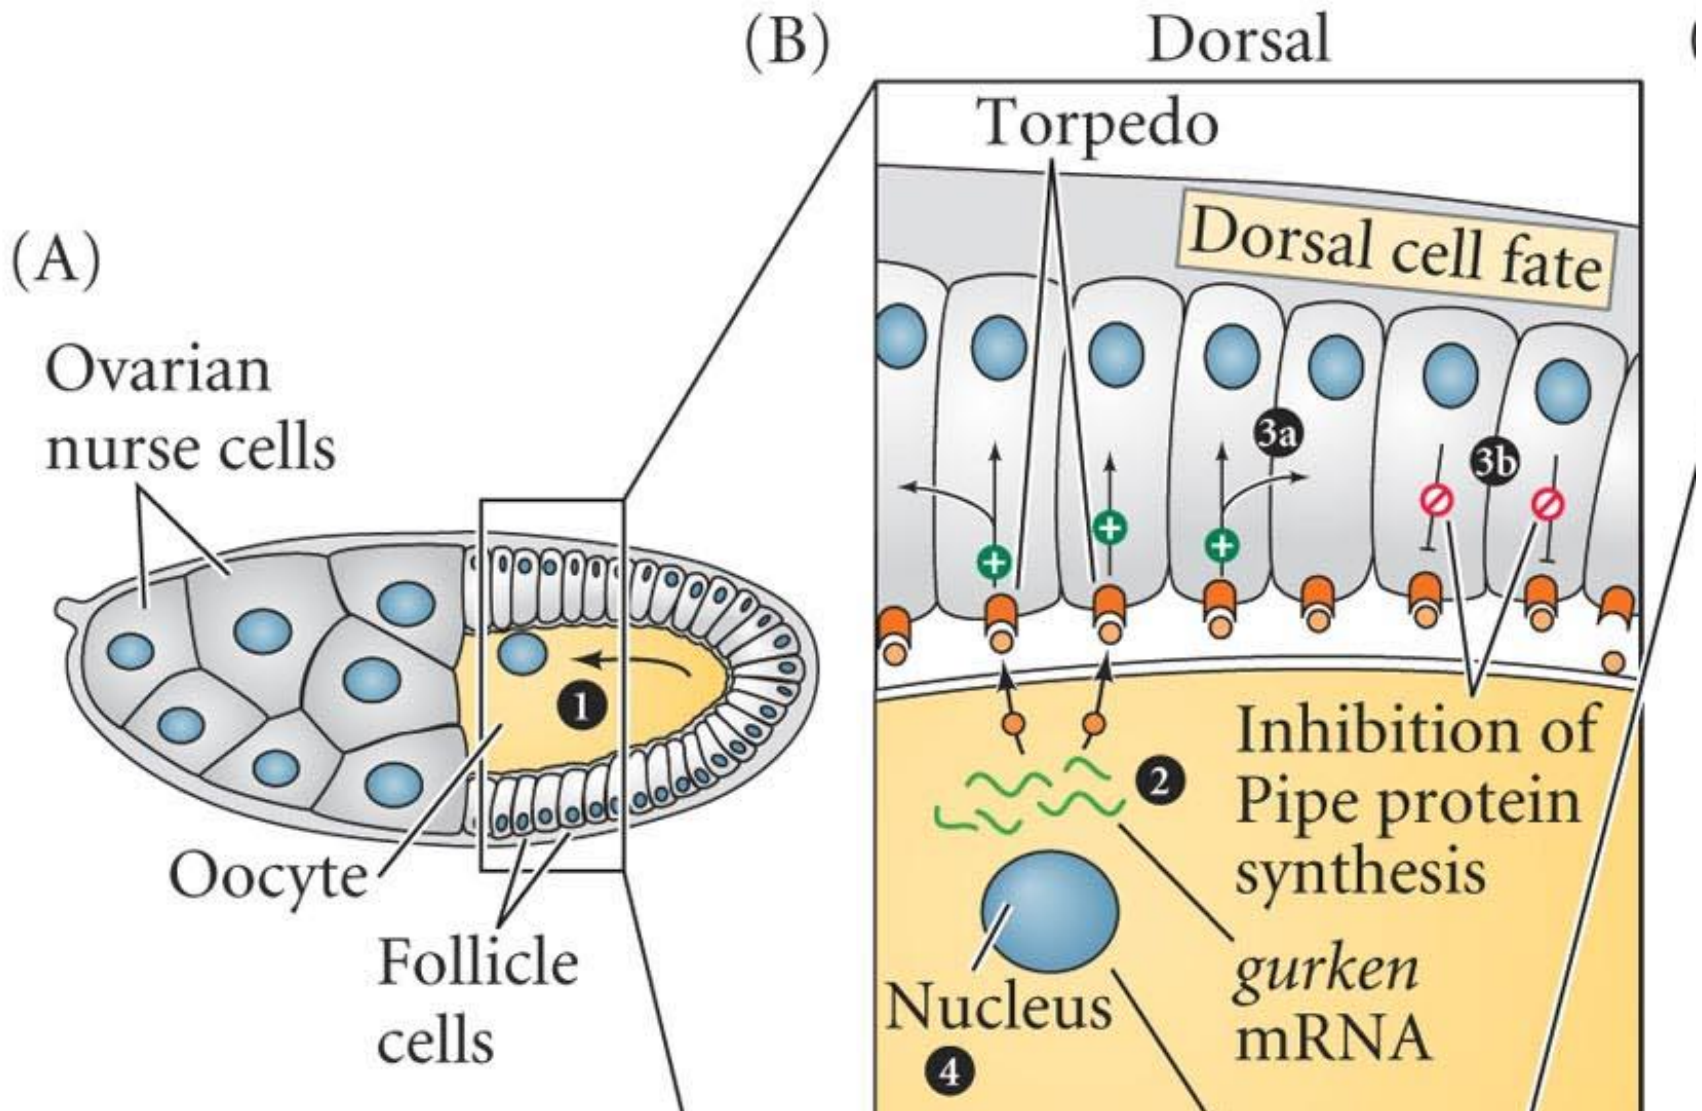 (A)
Ovarian
nurse cells
1
Oocyte
Follicle
cells
(B)
Dorsal
Torpedo
Dorsal cell fate
3a
3b
+
+
+
2
Inhibition of
Pipe protein
synthesis
gurken
mRNA
Nucleus
4
(